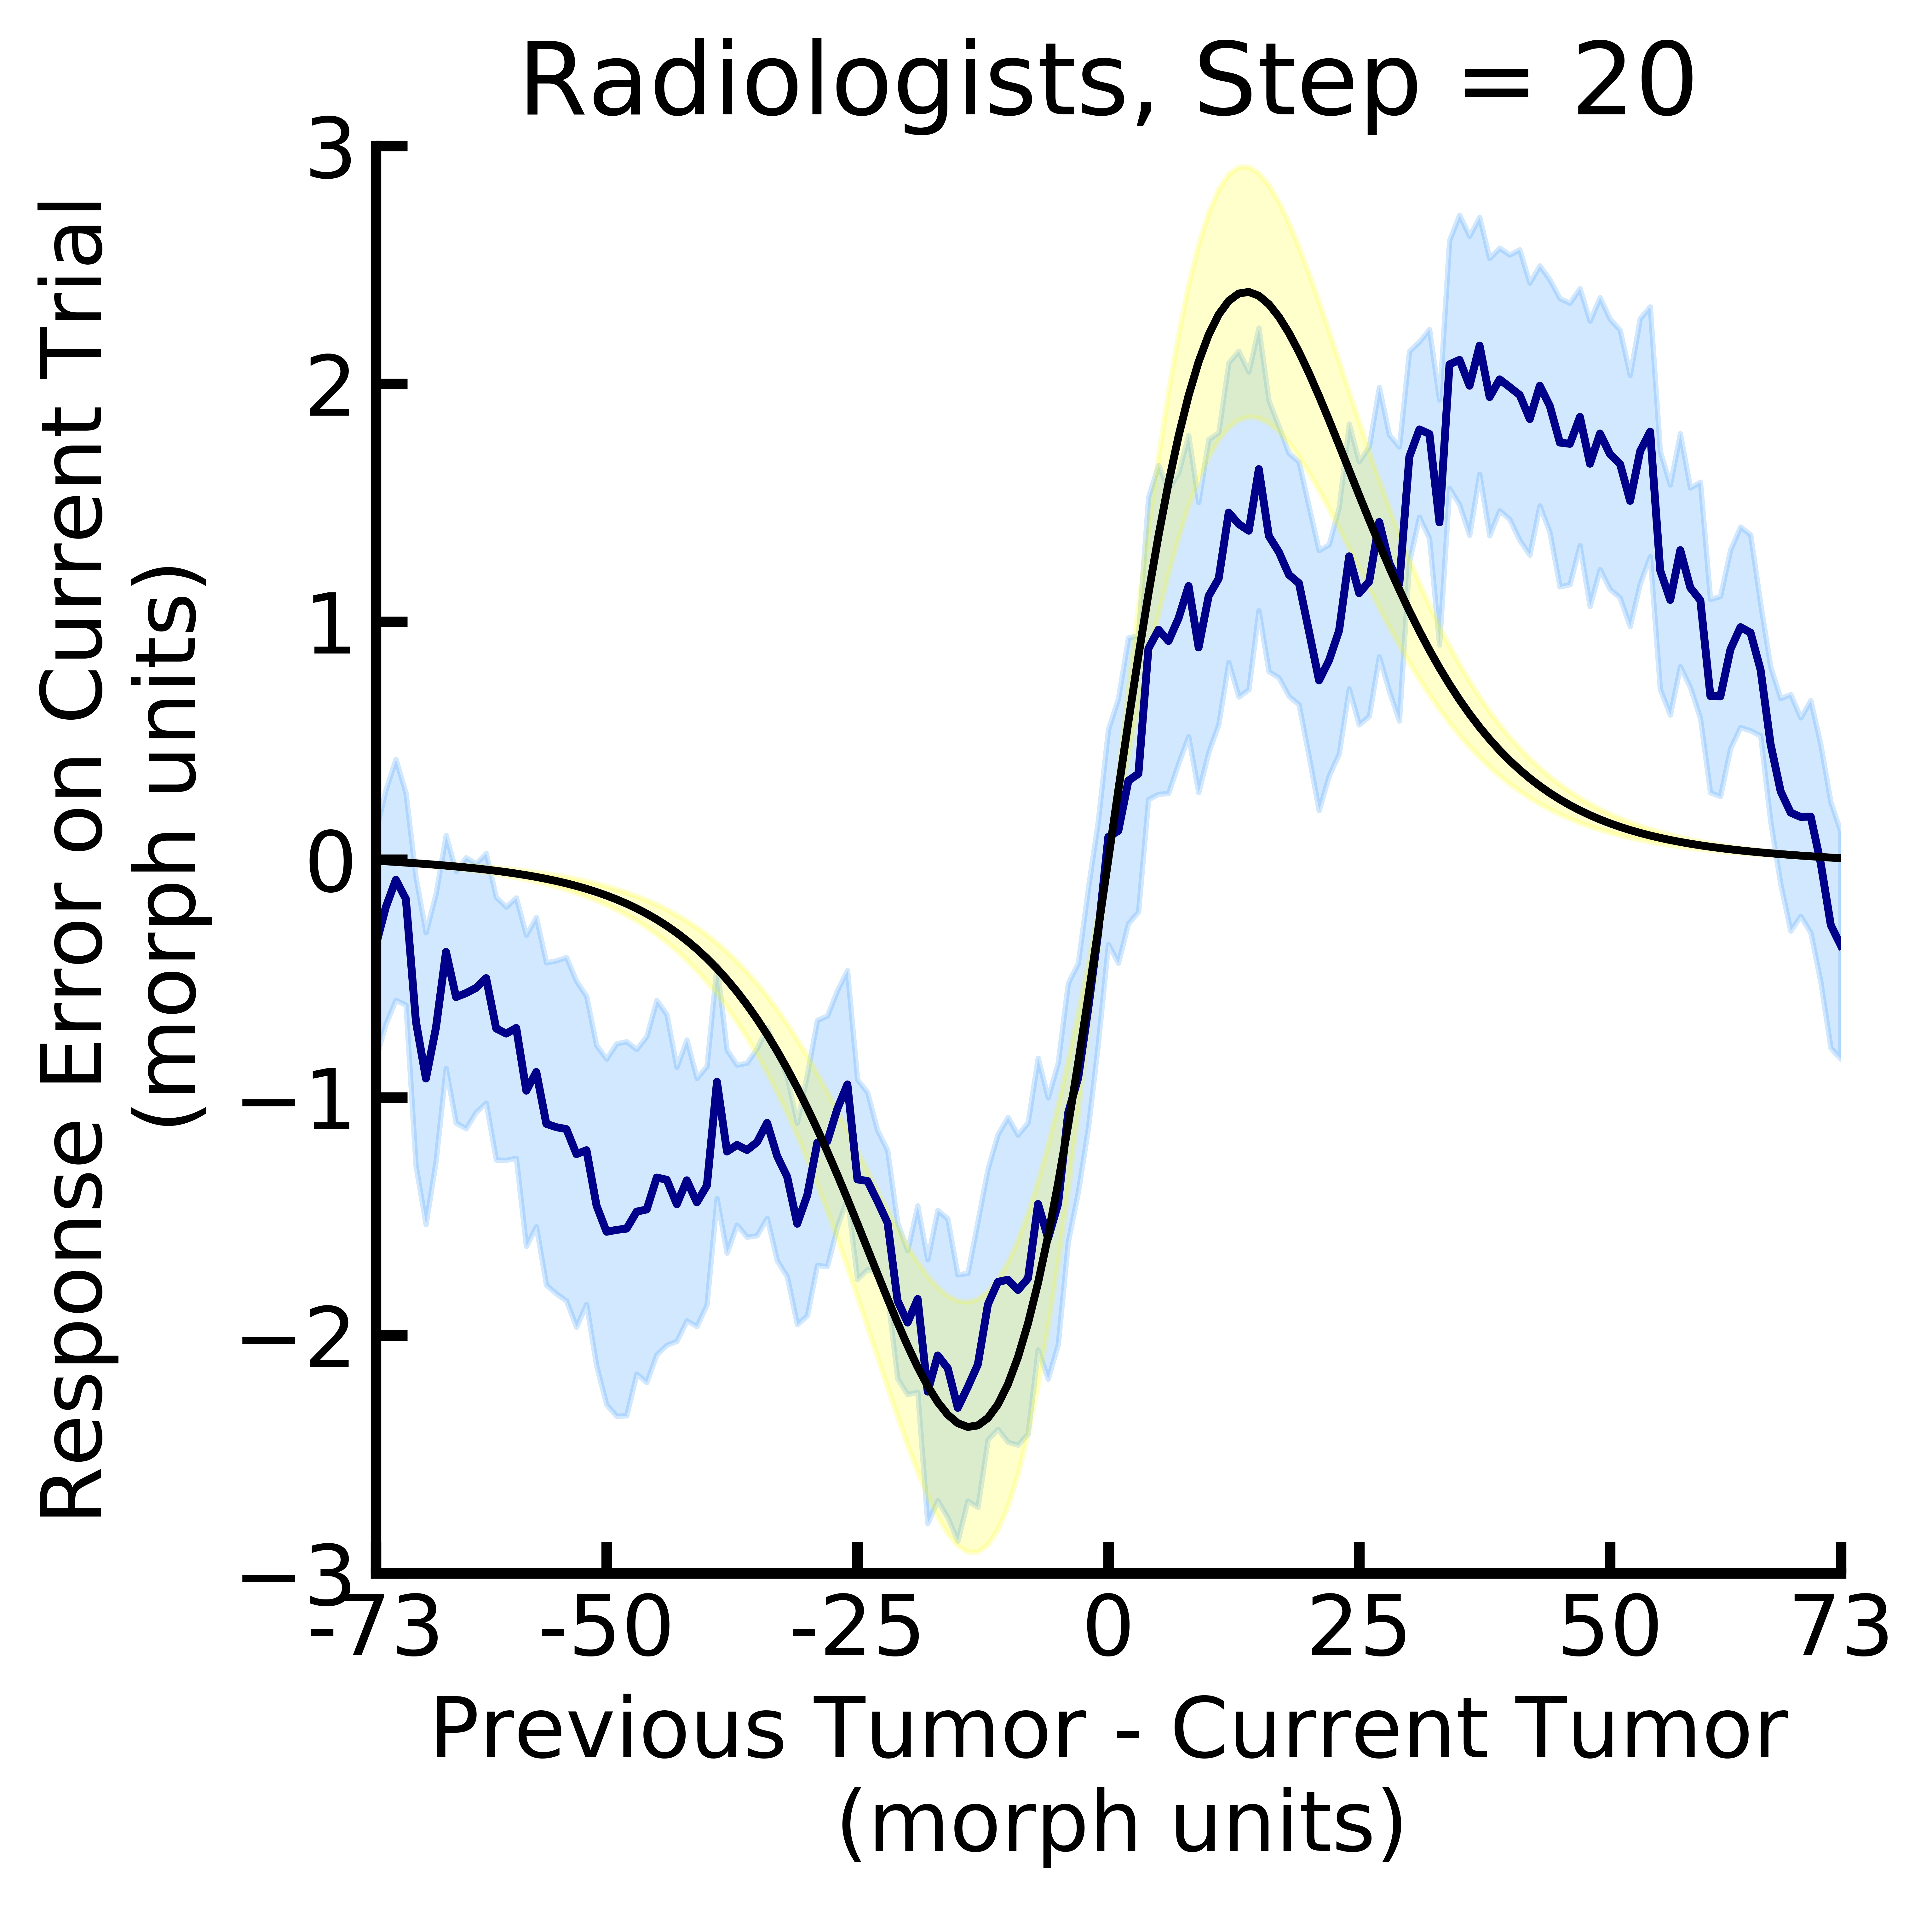 Radiologists, Step = 20
Response Error on Current Trial
(morph units)
3
2
1
0
−1
−2
−3
-73 -50 -25 0 25 50 73
Previous Tumor - Current Tumor
(morph units)